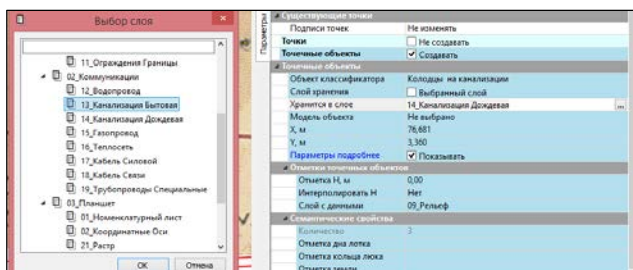 Выбор слоя
11_Ограждения Границы
02_Коммуникации
12_Водопровод
13_Канализация Бытовая
14_Канализация Дождевая
15_Газопровод
16_Теплосеть
17_Кабель Силовой
18_Кабель Связи
19_Трубопроводы Специальные
03_Планшет
01_Номенклатурный лист
02_Координатные Оси
21_Растр
ОК Отмена
Параметры
Существующие точки
Подписи точек Не изменять
Точки Не создавать
Точечные объекты Создавать
Точечные объекты
Объект классификатора Колодцы на канализации
Слой хранения Выбранный слой
Хранится в слое 14_Канализация Дождевая ...
Модель объекта Не выбрано
X, м 76,681
Y, м 3,360
Параметры подробнее Показывать
Отметки точечных объектов
Отметка Н, м 0,00
Интерполировать Н Нет
Слой с данными 09_Рельеф
Семантические свойства
Количество 3
Отметка дна лотка
Отметка кольца люка
Отметка земли